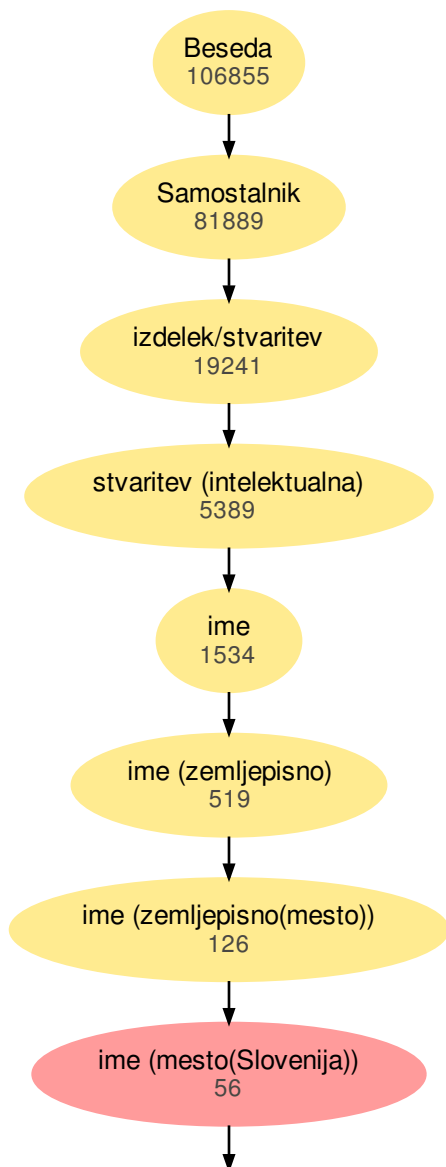 Beseda
106855
Samostalnik
81889
izdelek/stvaritev
19241
stvaritev (intelektualna)
5389
ime
1534
ime (zemljepisno)
519
ime (zemljepisno(mesto))
126
ime (mesto(Slovenija))
56